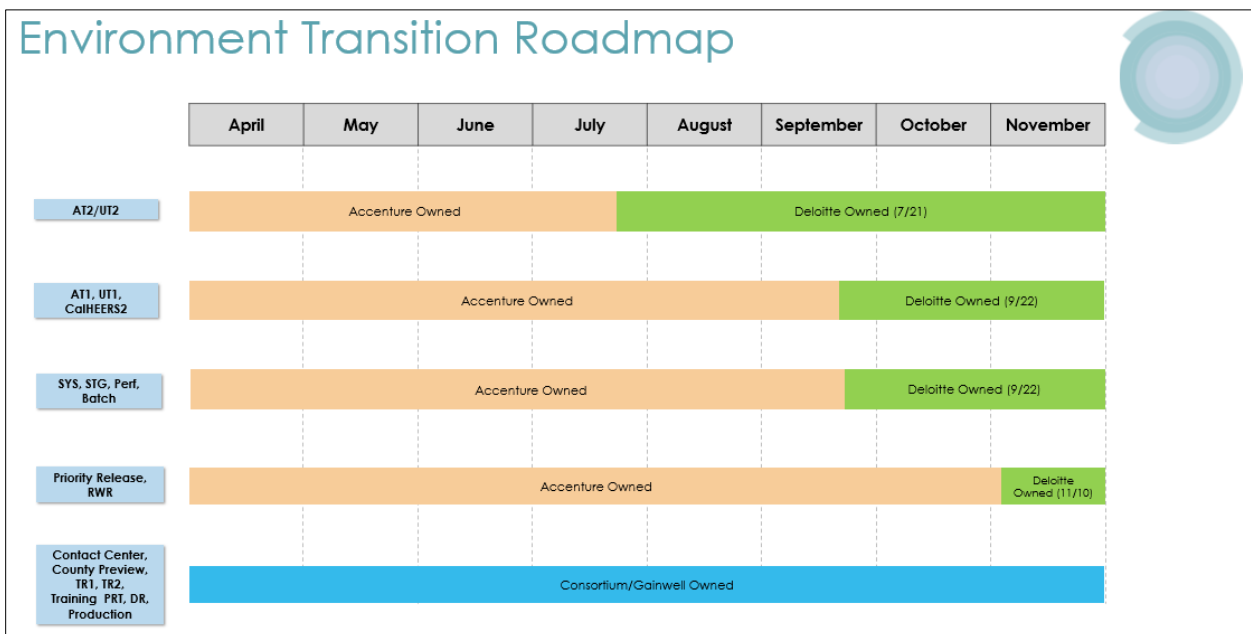 Environment Transition Roadmap
April May June July August September October November
AT2/UT2
Accenture Owned
Deloitte Owned (7/21)
AT1, UT1,
CalHEERS2
Accenture Owned
Deloitte Owned (9/22)
SYS, STG, Perf,
Batch
Accenture Owned
Deloitte Owned (9/22)
Priority Release,
RWR
Accenture Owned
Deloitte
Owned (11/10)
Contact Center,
County Preview,
TR1, TR2,
Training PRT, DR,
Production
Consortium/Gainwell Owned